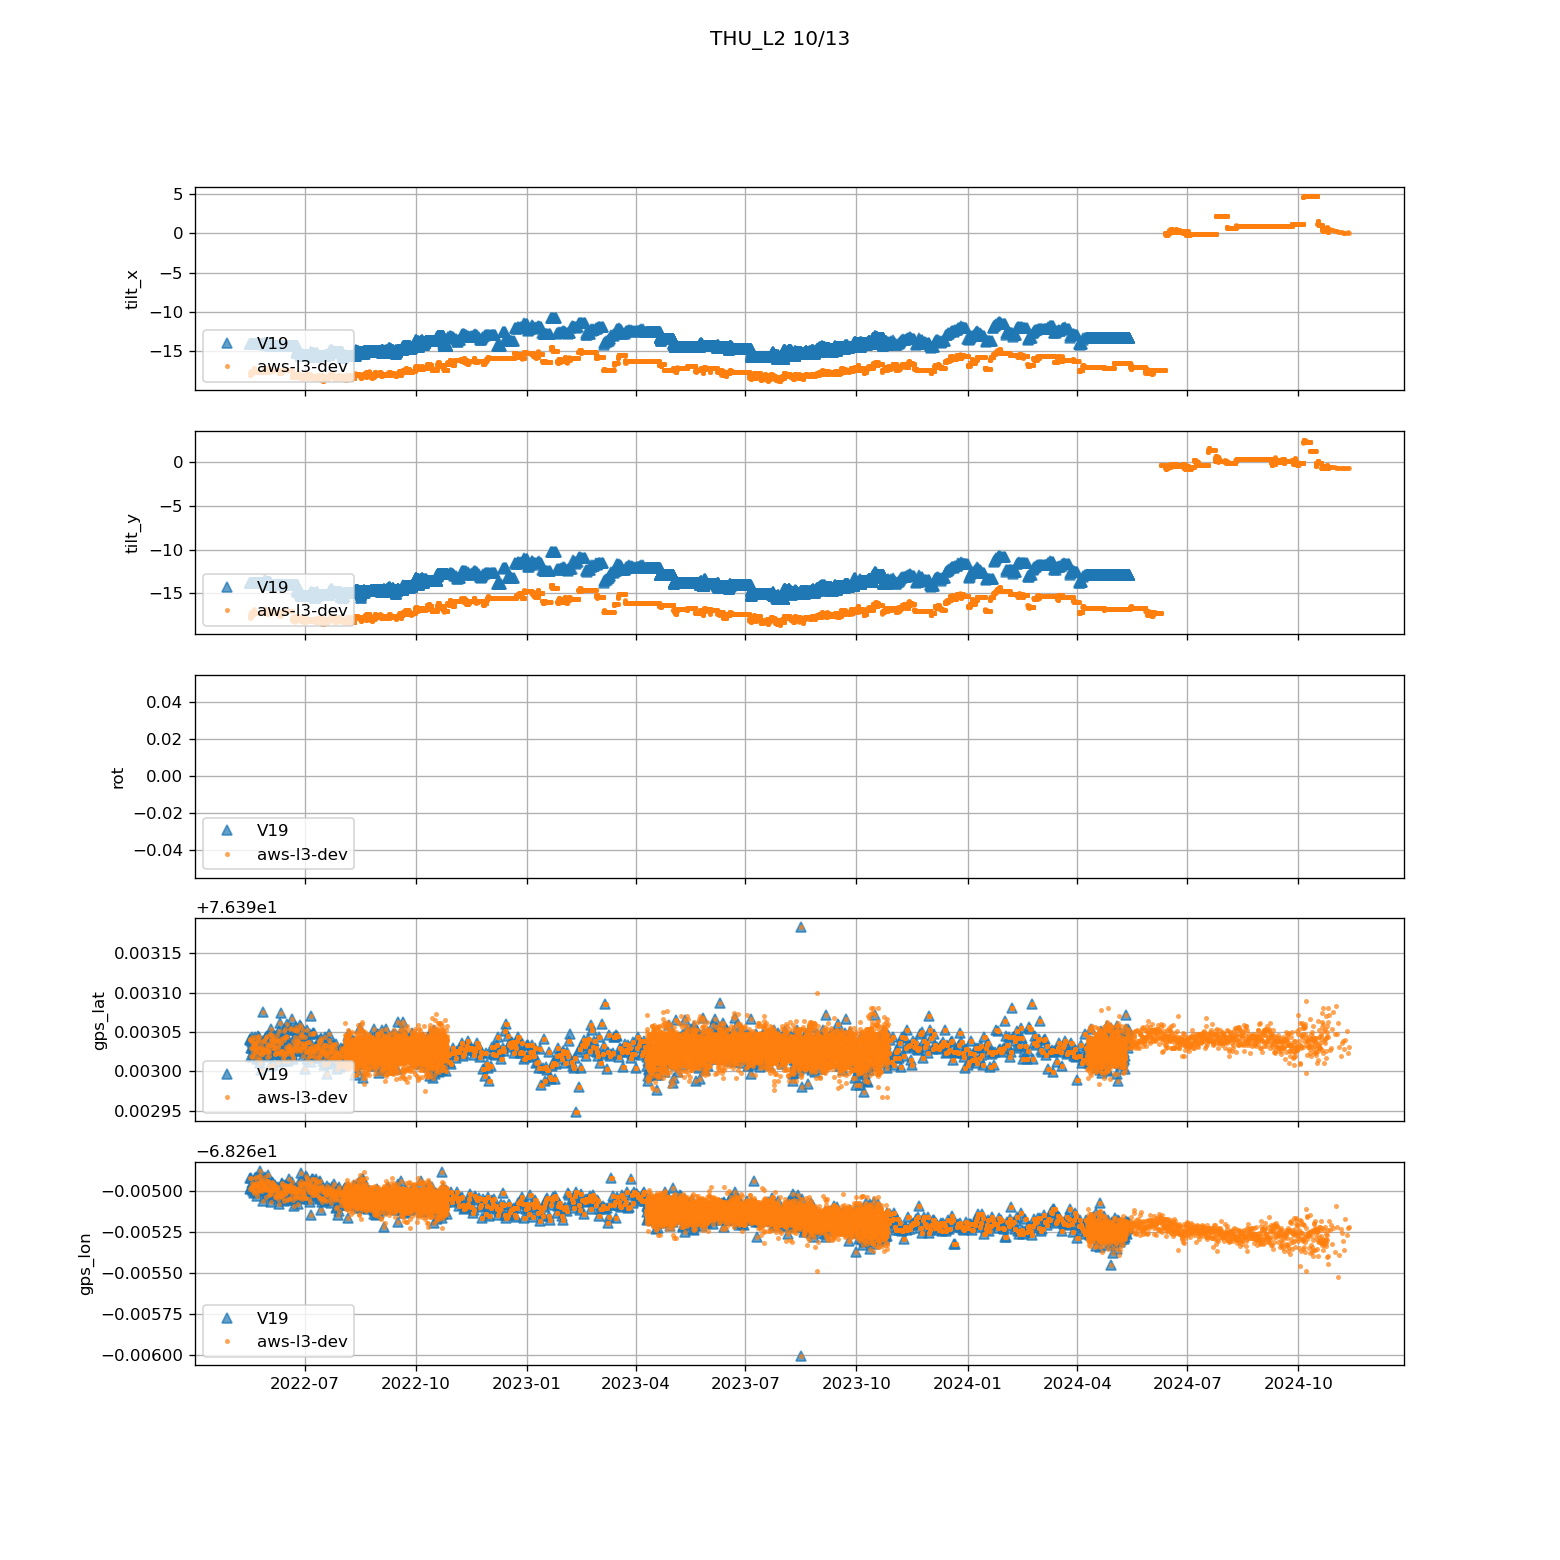 THU_L2 10/13
5
0
−5
−10
−15
tilt_x
V19
aws-l3-dev
0
−5
−10
−15
tilt_y
V19
aws-l3-dev
0.04
0.02
0.00
−0.02
−0.04
rot
V19
aws-l3-dev
+7.639e1
0.00315
0.00310
0.00305
0.00300
0.00295
gps_lat
V19
aws-l3-dev
−6.826e1
−0.00500
−0.00525
−0.00550
−0.00575
−0.00600
gps_lon
V19
aws-l3-dev
2022-07 2022-10 2023-01 2023-04 2023-07 2023-10 2024-01 2024-04 2024-07 2024-10